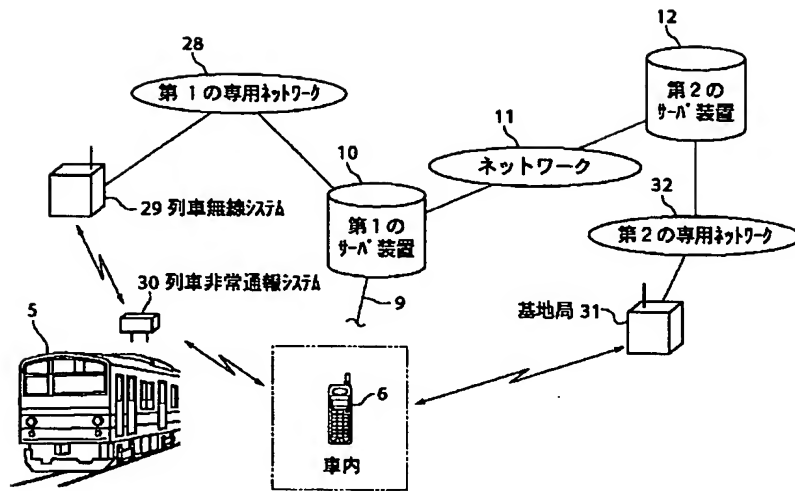 28
第1の専用ネットワーク
12
第2の
サーバ装置
11
ネットワーク
10
第1の
サーバ装置
29 列車無線システム
32
第2の専用ネットワーク
30 列車非常通報システム
9
基地局 31
5
6
車内